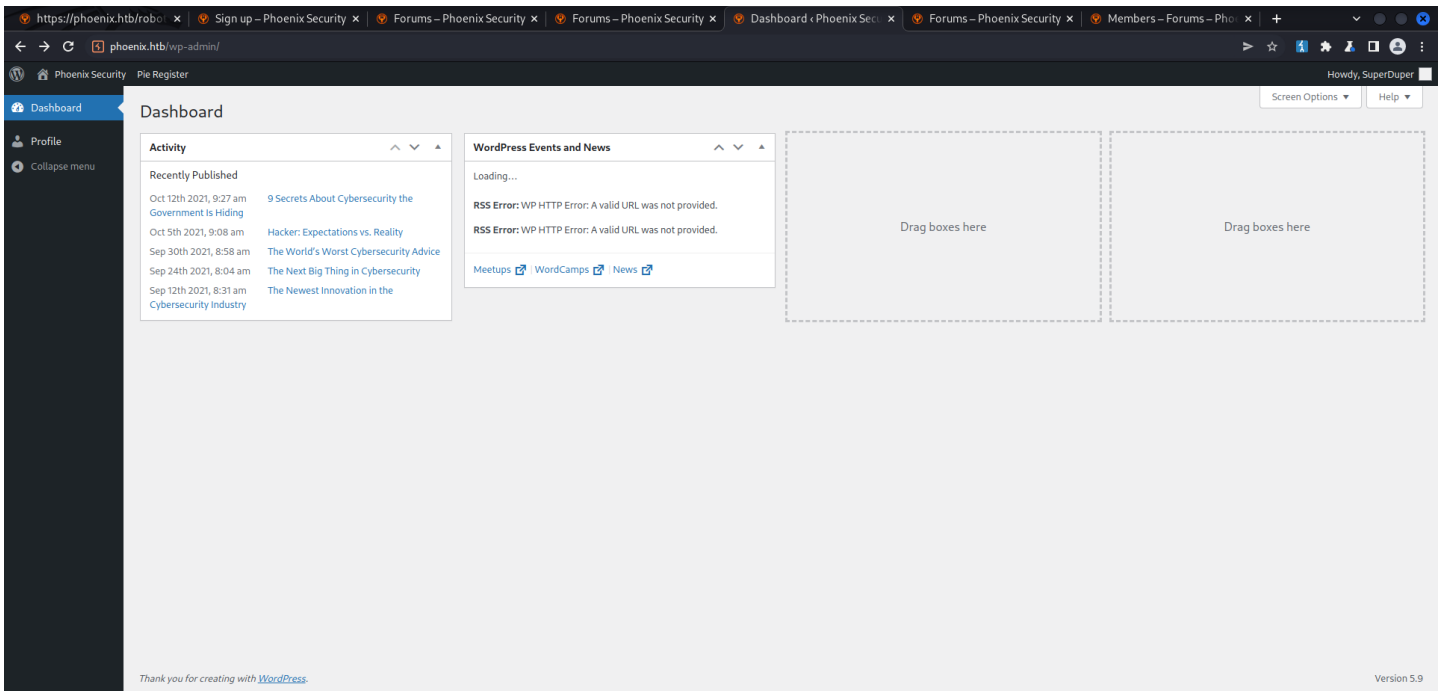 https://phoenix.htb/robot
Sign up – Phoenix Security
Forums – Phoenix Security
Forums – Phoenix Security
Dashboard ‹ Phoenix Secu
Forums – Phoenix Security
Members – Forums – Pho
phoenix.htb/wp-admin/
Phoenix Security Pie Register
Howdy, SuperDuper
Dashboard
Profile
Collapse menu
Screen Options ▼
Help ▼
Dashboard
Activity
Recently Published
Oct 12th 2021, 9:27 am 9 Secrets About Cybersecurity the
Government Is Hiding
Oct 5th 2021, 9:08 am Hacker: Expectations vs. Reality
Sep 30th 2021, 8:58 am The World's Worst Cybersecurity Advice
Sep 24th 2021, 8:04 am The Next Big Thing in Cybersecurity
Sep 12th 2021, 8:31 am The Newest Innovation in the
Cybersecurity Industry
WordPress Events and News
Loading…
RSS Error: WP HTTP Error: A valid URL was not provided.
RSS Error: WP HTTP Error: A valid URL was not provided.
Meetups | WordCamps | News
Drag boxes here
Drag boxes here
Thank you for creating with WordPress.
Version 5.9